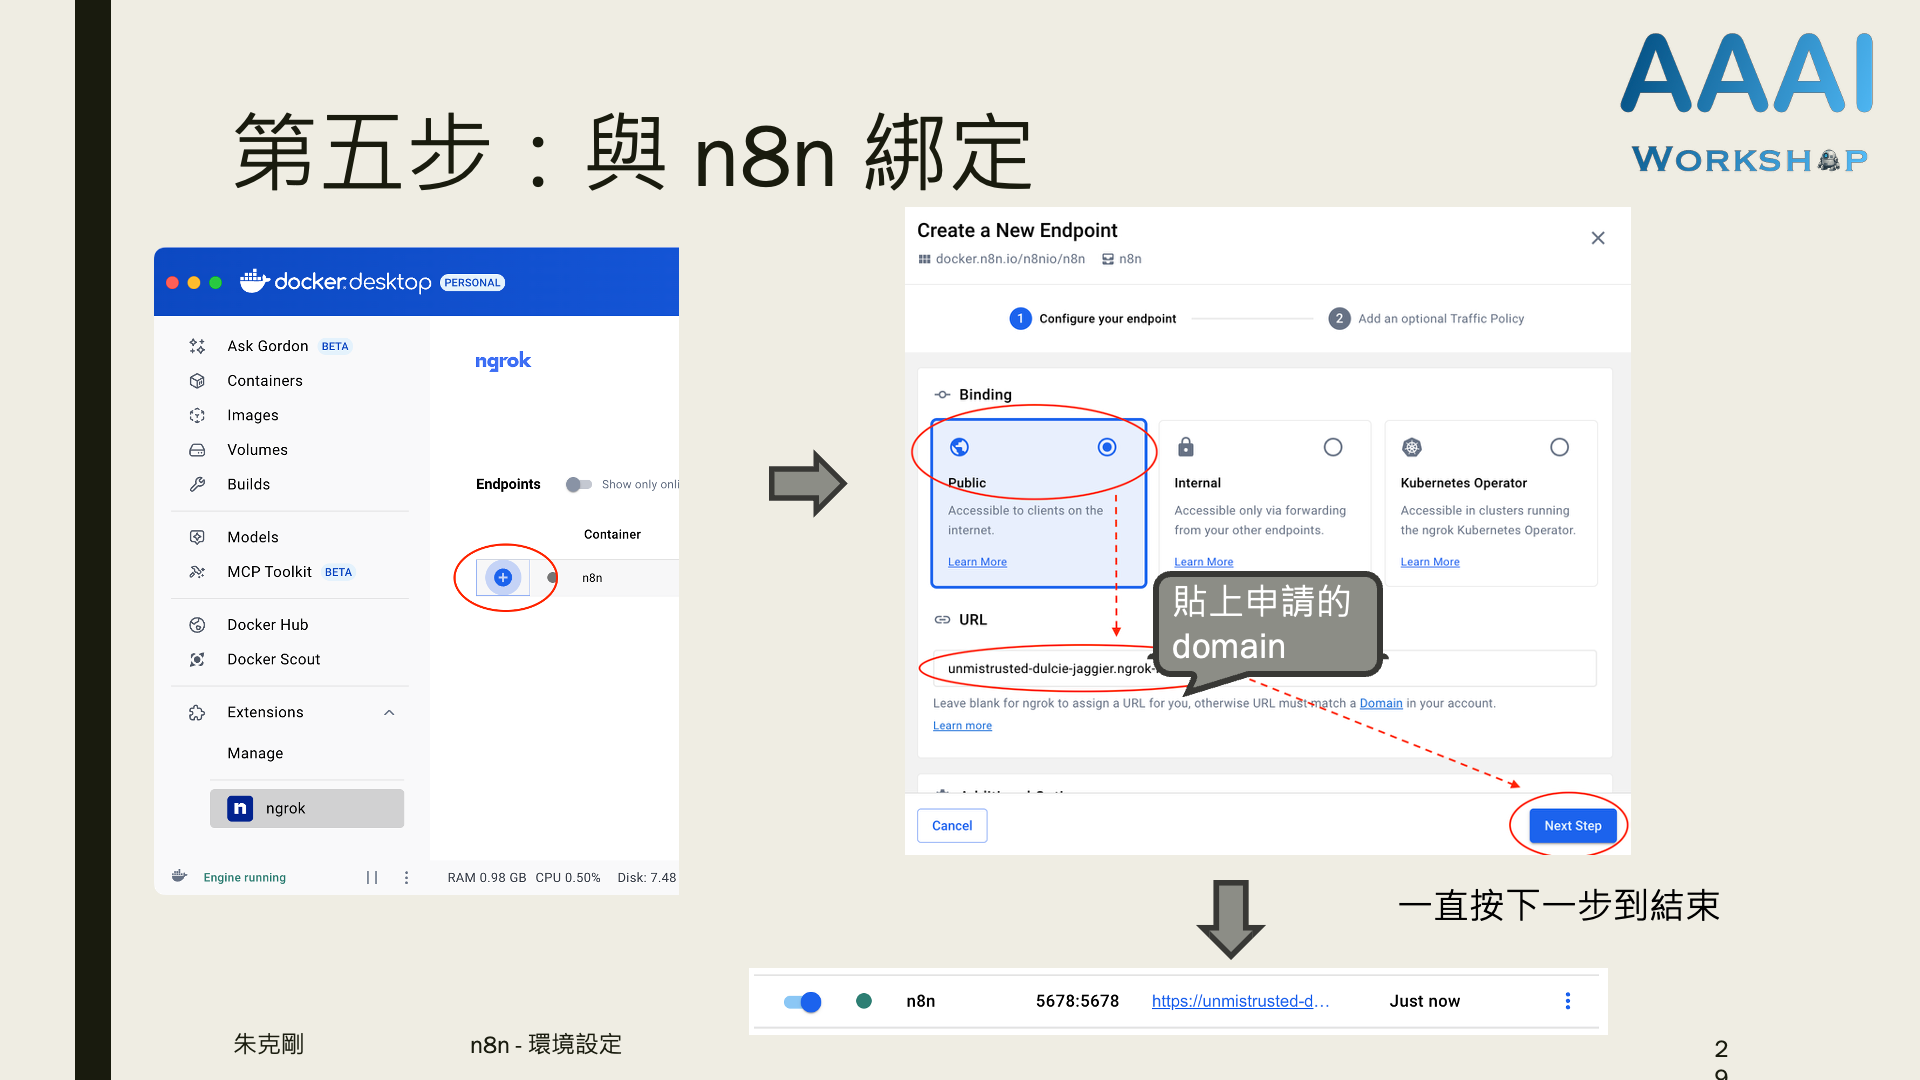 AAAI
WORKSHOP
第五步：與 n8n 綁定
docker.desktop PERSONAL
Ask Gordon BETA
Containers
Images
Volumes
Builds
Models
MCP Toolkit BETA
Docker Hub
Docker Scout
Extensions
Manage
n ngrok
Engine running
ngrok
Endpoints Show only onli
Container
n8n
RAM 0.98 GB CPU 0.50% Disk: 7.48
Create a New Endpoint
docker.n8n.io/n8nio/n8n n8n
1 Configure your endpoint 2 Add an optional Traffic Policy
Binding
Public
Accessible to clients on the
internet.
Learn More
Internal
Accessible only via forwarding
from your other endpoints.
Learn More
Kubernetes Operator
Accessible in clusters running
the ngrok Kubernetes Operator.
Learn More
貼上申請的
domain
URL
unmistrusted-dulcie-jaggier.ngrok-
Leave blank for ngrok to assign a URL for you, otherwise URL must match a Domain in your account.
Learn more
Cancel Next Step
一直按下一步到結束
n8n 5678:5678 https://unmistrusted-d... Just now
朱克剛 n8n - 環境設定
2
9